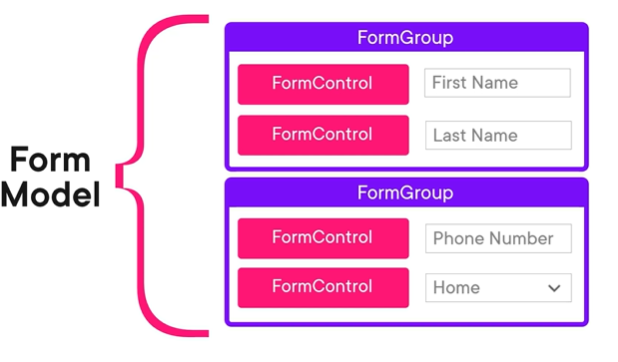 Form
Model
FormGroup
FormControl First Name
FormControl Last Name
FormGroup
FormControl Phone Number
FormControl Home